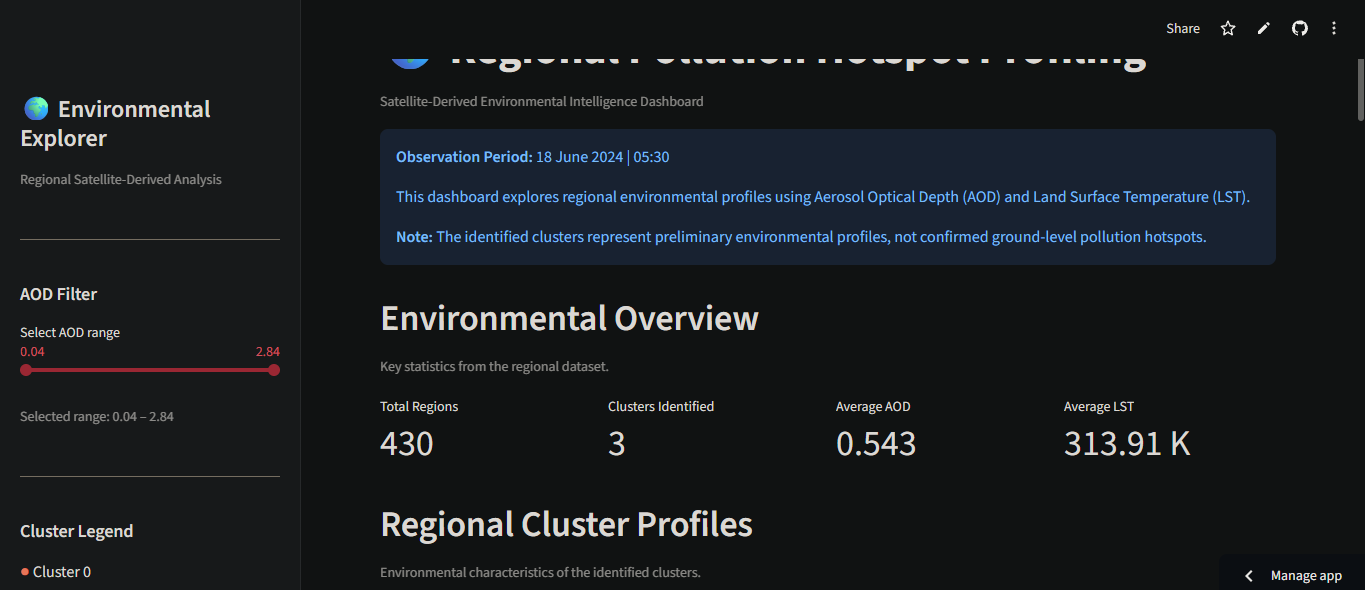 Share
Regional Pollution Hotspot Profiling
Satellite-Derived Environmental Intelligence Dashboard
Observation Period: 18 June 2024 | 05:30
This dashboard explores regional environmental profiles using Aerosol Optical Depth (AOD) and Land Surface Temperature (LST).
Note: The identified clusters represent preliminary environmental profiles, not confirmed ground-level pollution hotspots.
Environmental
Explorer
Regional Satellite-Derived Analysis
AOD Filter
Select AOD range
0.04 2.84
Selected range: 0.04 – 2.84
Cluster Legend
Cluster 0
Environmental Overview
Key statistics from the regional dataset.
Total Regions Clusters Identified Average AOD Average LST
430 3 0.543 313.91 K
Regional Cluster Profiles
Environmental characteristics of the identified clusters.
Manage app